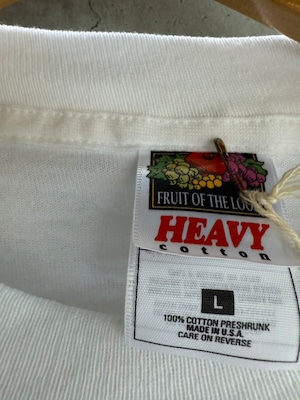 FRUIT OF THE LOOM
HEAVY
cotton
L
100% COTTON PRESHRUNK
MADE IN U.S.A.
CARE ON REVERSE